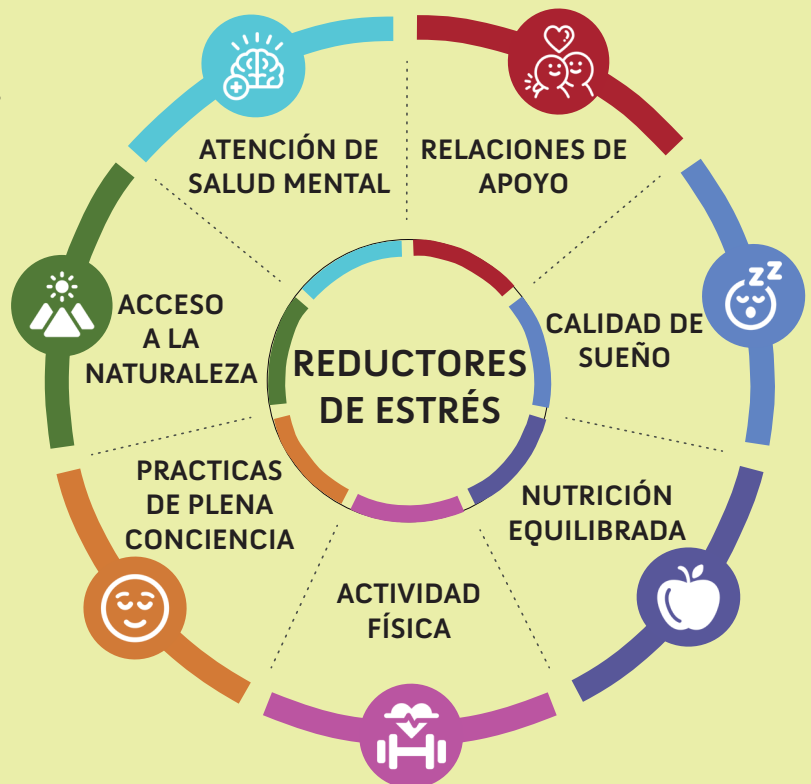 REDUCTORES
DE ESTRÉS
RELACIONES DE
APOYO
CALIDAD DE
SUEÑO
NUTRICIÓN
EQUILIBRADA
ACTIVIDAD
FÍSICA
PRACTICAS
DE PLENA
CONCIENCIA
ACCESO
A LA
NATURALEZA
ATENCIÓN DE
SALUD MENTAL
zZ